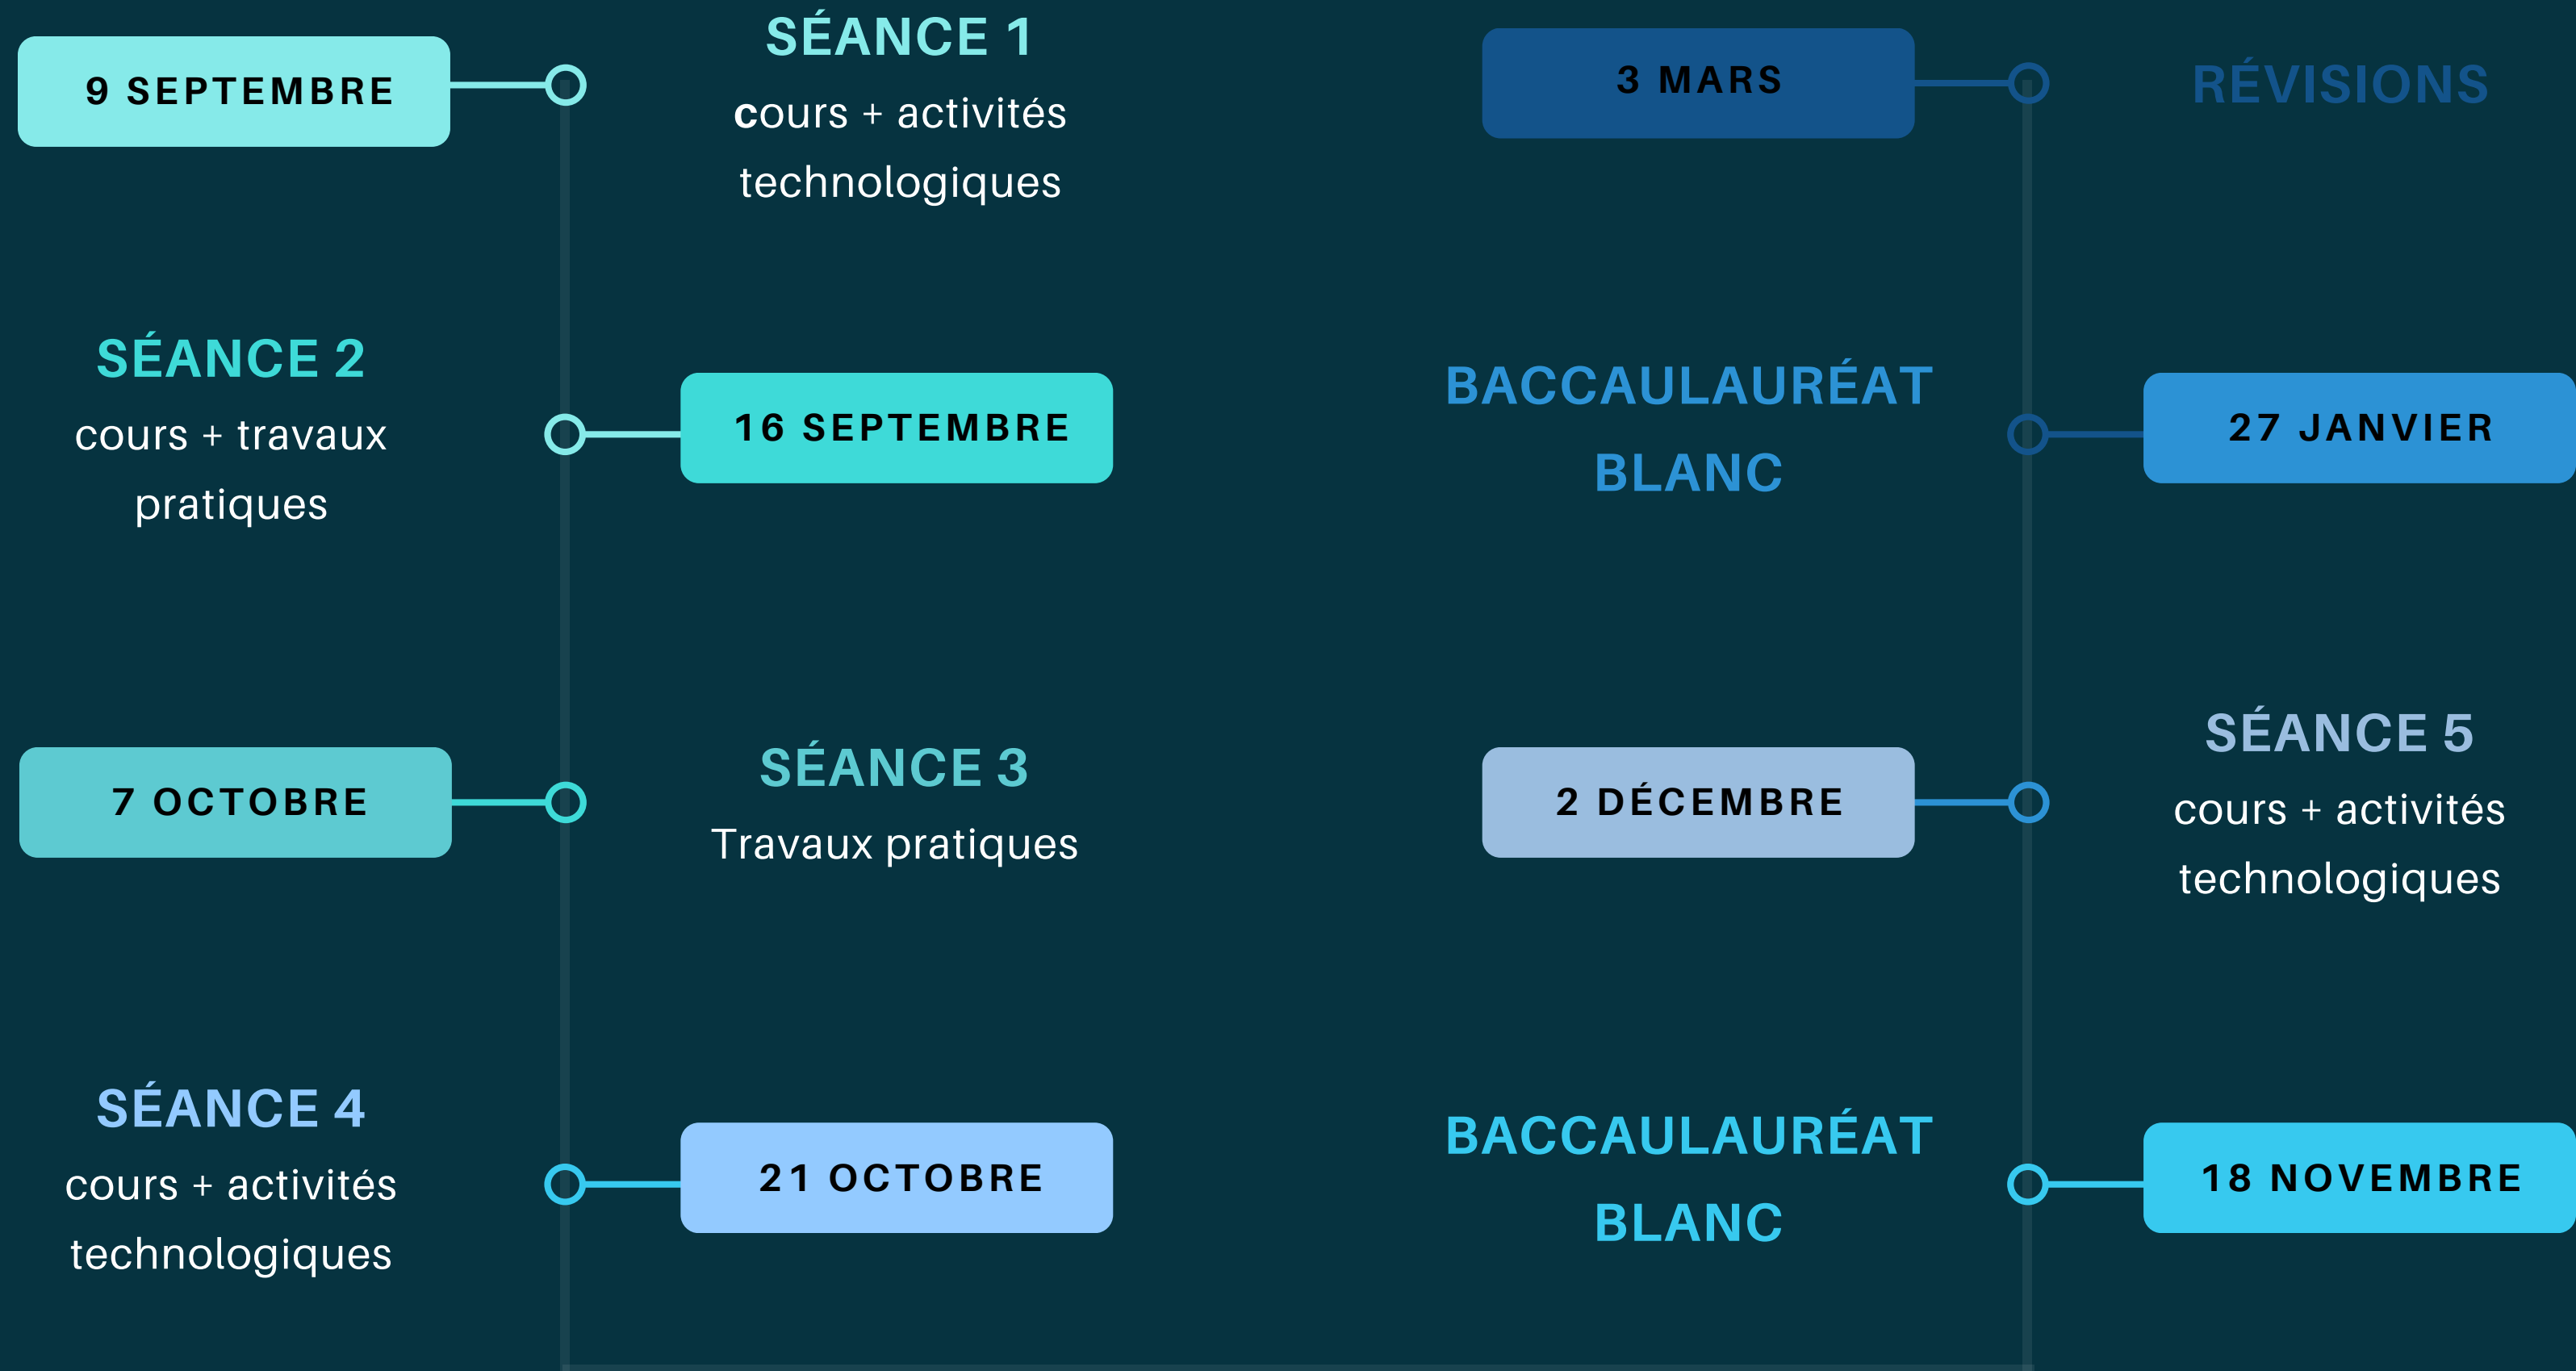 9 SEPTEMBRE
SÉANCE 1
cours + activités
technologiques
SÉANCE 2
cours + travaux
pratiques
16 SEPTEMBRE
7 OCTOBRE
SÉANCE 3
Travaux pratiques
SÉANCE 4
cours + activités
technologiques
21 OCTOBRE
3 MARS
RÉVISIONS
BACCAULAURÉAT
BLANC
27 JANVIER
2 DÉCEMBRE
SÉANCE 5
cours + activités
technologiques
BACCAULAURÉAT
BLANC
18 NOVEMBRE